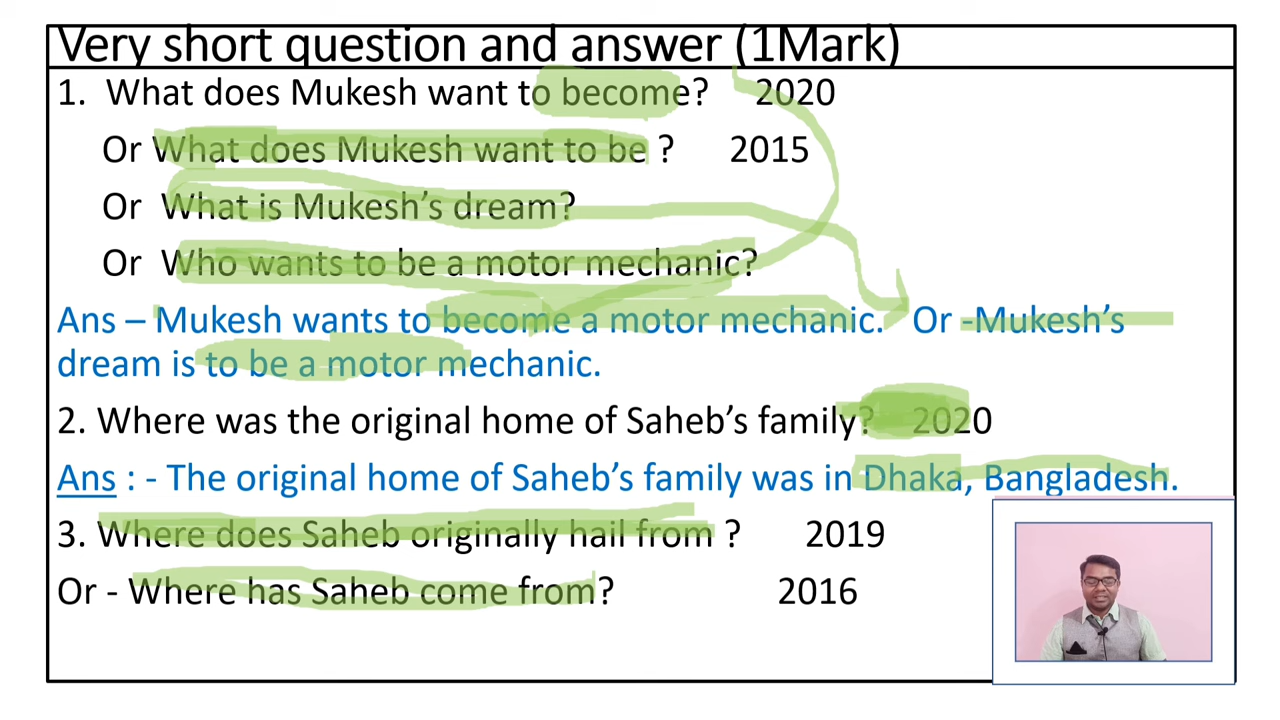 Very short question and answer (1Mark)
1. What does Mukesh want to become? 2020
Or What does Mukesh want to be ? 2015
Or What is Mukesh's dream?
Or Who wants to be a motor mechanic?
Ans – Mukesh wants to become a motor mechanic. Or -Mukesh's
dream is to be a motor mechanic.
2. Where was the original home of Saheb's family? 2020
Ans : - The original home of Saheb's family was in Dhaka, Bangladesh.
3. Where does Saheb originally hail from ? 2019
Or - Where has Saheb come from? 2016